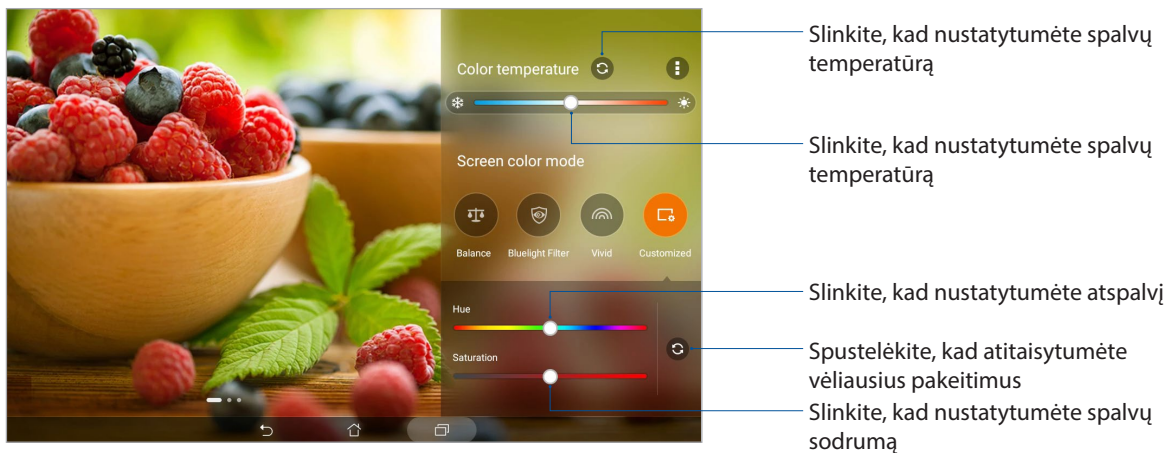 Color temperature
Screen color mode
Balance
Bluelight Filter
Vivid
Customized
Hue
Saturation
Slinkite, kad nustatytumėte spalvų
temperatūrą
Slinkite, kad nustatytumėte spalvų
temperatūrą
Slinkite, kad nustatytumėte atspalvį
Spustelėkite, kad atitaisytumėte
vėliausius pakeitimus
Slinkite, kad nustatytumėte spalvų
sodrumą